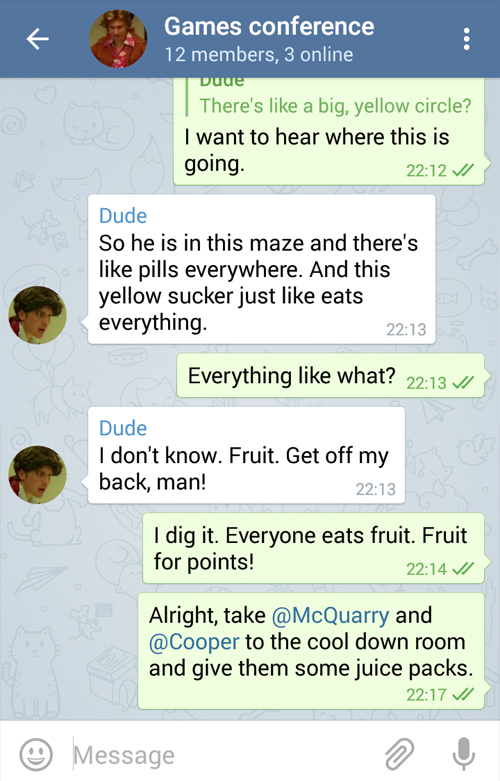 Games conference
12 members, 3 online
Dude
There's like a big, yellow circle?
I want to hear where this is
going.
22:12
Dude
So he is in this maze and there's
like pills everywhere. And this
yellow sucker just like eats
everything.
22:13
Everything like what?
22:13
Dude
I don't know. Fruit. Get off my
back, man!
22:13
I dig it. Everyone eats fruit. Fruit
for points!
22:14
Alright, take @McQuarry and
@Cooper to the cool down room
and give them some juice packs.
22:17
Message